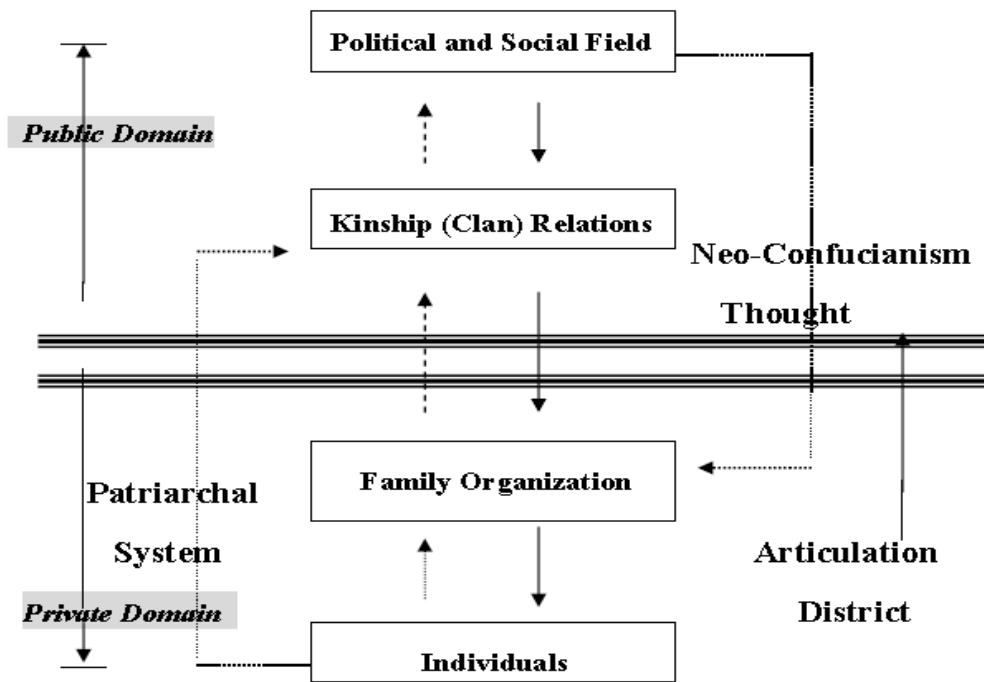 Political and Social Field
Public Domain
Kinship (Clan) Relations
Neo-Confucianism
Thought
Family Organization
Patriarchal
System
Articulation
District
Private Domain
Individuals